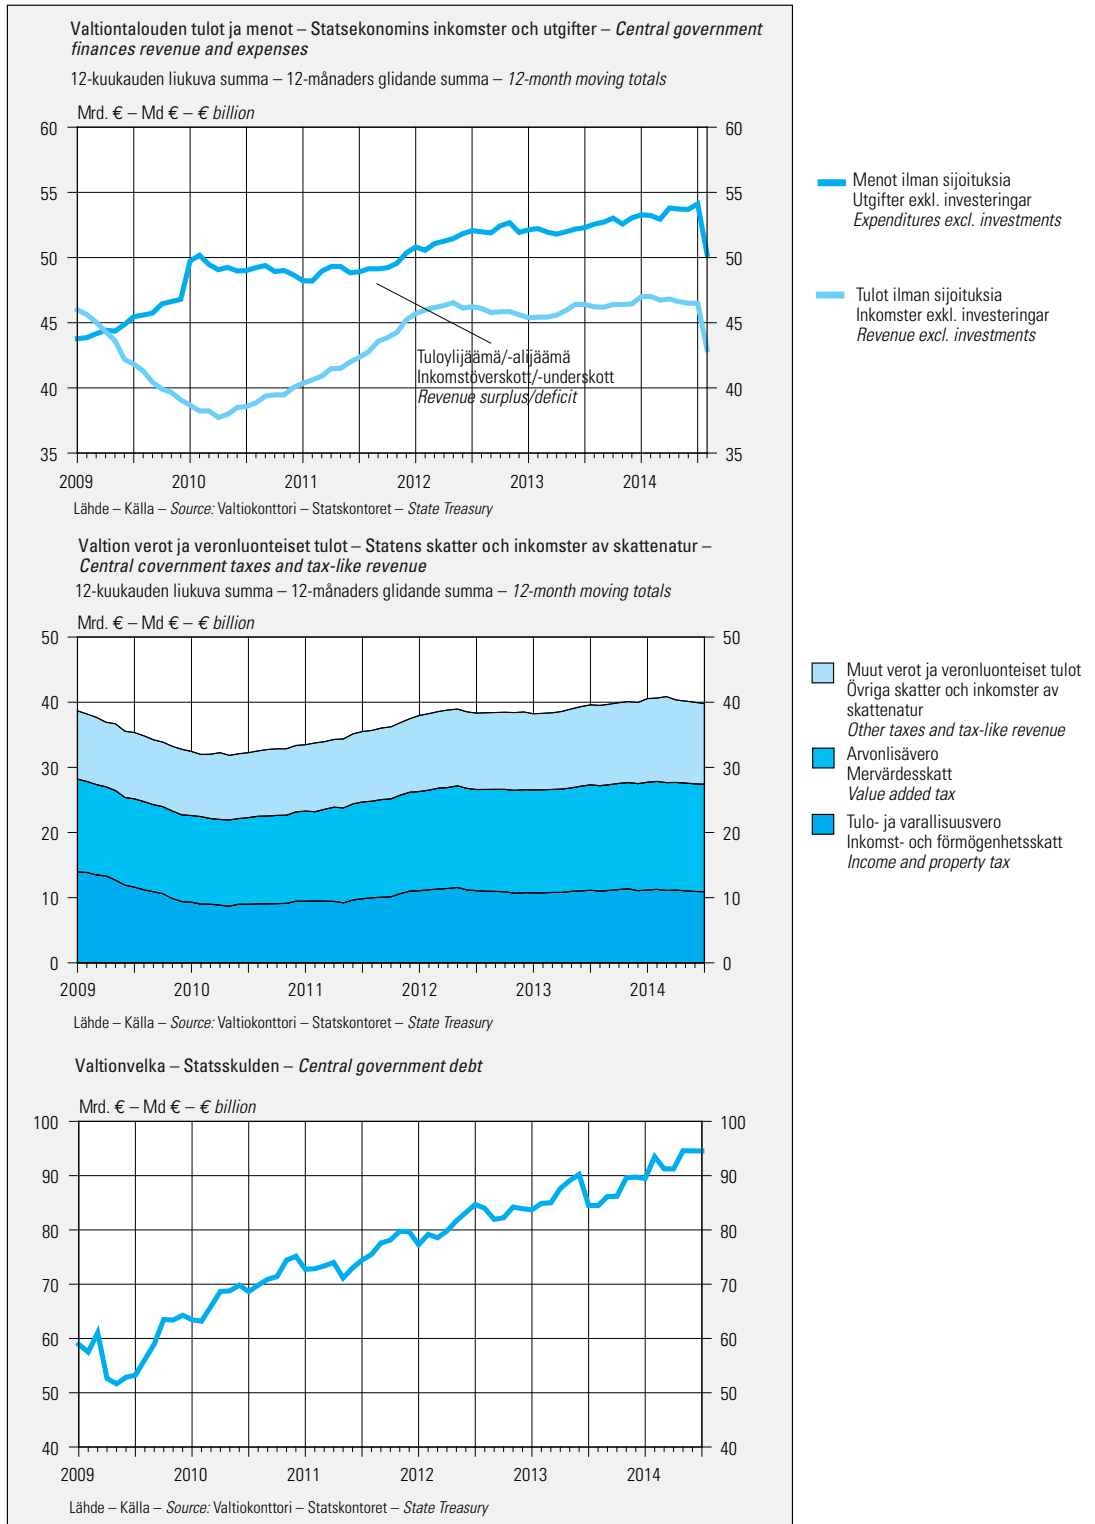 Valtiontalouden tulot ja menot – Statsekonomins inkomster och utgifter – Central government
finances revenue and expenses
12-kuukauden liukuva summa – 12-månaders glidande summa – 12-month moving totals
Mrd. € – Md € – € billion
60 60
55 55
50 50
45 45
40 40
35 35
Tuloylijäämä/-alijäämä
Inkomstöverskott/-underskott
Revenue surplus/deficit
2009 2010 2011 2012 2013 2014
Lähde – Källa – Source: Valtiokonttori – Statskontoret – State Treasury
Menot ilman sijoituksia
Utgifter exkl. investeringar
Expenditures excl. investments
Tulot ilman sijoituksia
Inkomster exkl. investeringar
Revenue excl. investments
Valtion verot ja veronluonteiset tulot – Statens skatter och inkomster av skattenatur –
Central covernment taxes and tax-like revenue
12-kuukauden liukuva summa – 12-månaders glidande summa – 12-month moving totals
Mrd. € – Md € – € billion
50 50
40 40
30 30
20 20
10 10
0 0
2009 2010 2011 2012 2013 2014
Lähde – Källa – Source: Valtiokonttori – Statskontoret – State Treasury
Muut verot ja veronluonteiset tulot
Övriga skatter och inkomster av
skattenatur
Other taxes and tax-like revenue
Arvonlisävero
Mervärdesskatt
Value added tax
Tulo- ja varallisuusvero
Inkomst- och förmögenhetsskatt
Income and property tax
Valtionvelka – Statsskulden – Central government debt
Mrd. € – Md € – € billion
100 100
90 90
80 80
70 70
60 60
50 50
40 40
2009 2010 2011 2012 2013 2014
Lähde – Källa – Source: Valtiokonttori – Statskontoret – State Treasury